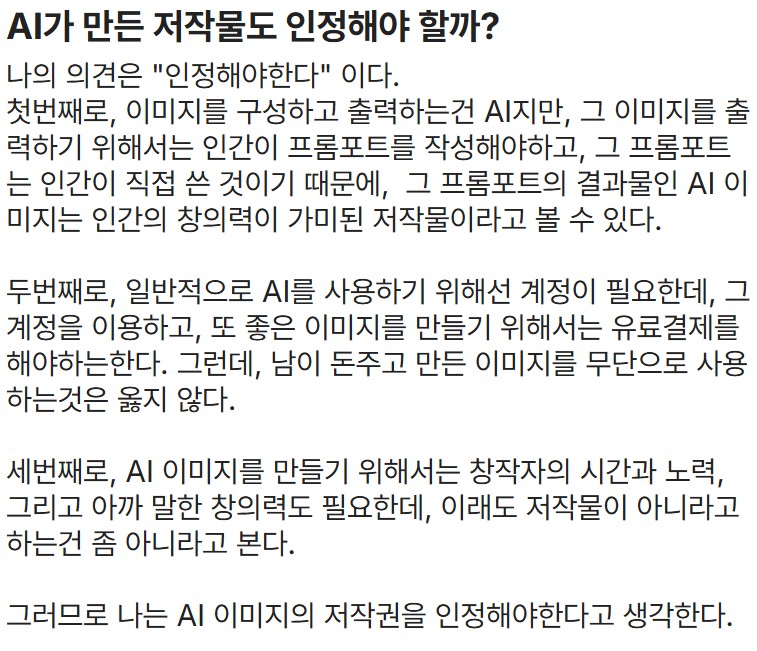 AI가 만든 저작물도 인정해야 할까?
나의 의견은 "인정해야한다" 이다.
첫번째로, 이미지를 구성하고 출력하는건 AI지만, 그 이미지를 출
력하기 위해서는 인간이 프롬포트를 작성해야하고, 그 프롬포트
는 인간이 직접 쓴 것이기 때문에,  그 프롬포트의 결과물인 AI 이
미지는 인간의 창의력이 가미된 저작물이라고 볼 수 있다.
두번째로, 일반적으로 AI를 사용하기 위해선 계정이 필요한데, 그
계정을 이용하고, 또 좋은 이미지를 만들기 위해서는 유료결제를
해야하는한다. 그런데, 남이 돈주고 만든 이미지를 무단으로 사용
하는것은 옳지 않다.
세번째로, AI 이미지를 만들기 위해서는 창작자의 시간과 노력,
그리고 아까 말한 창의력도 필요한데, 이래도 저작물이 아니라고
하는건 좀 아니라고 본다.
그러므로 나는 AI 이미지의 저작권을 인정해야한다고 생각한다.